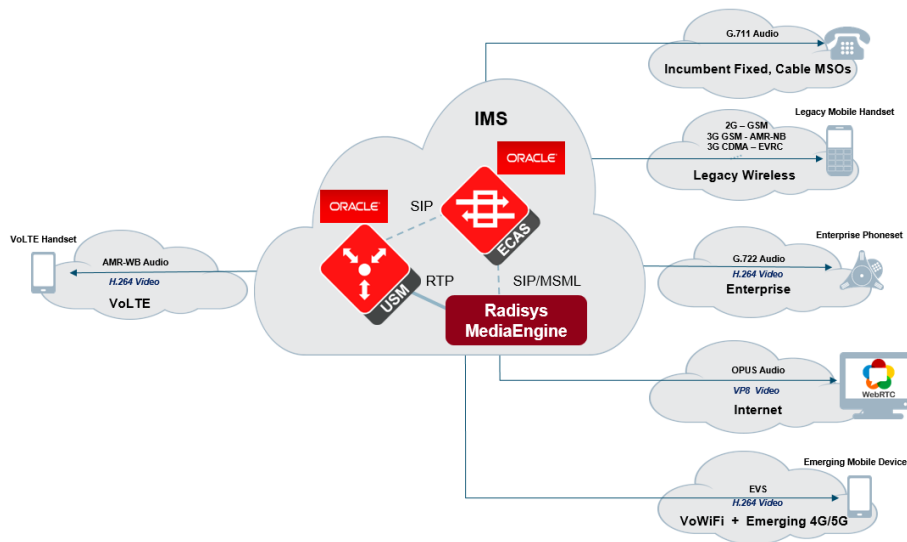 G.711 Audio
Incumbent Fixed, Cable MSOs
Legacy Mobile Handset
2G – GSM
3G GSM - AMR-NB
3G CDMA – EVRC
Legacy Wireless
IMS
ORACLE
ORACLE
SIP
ECAS
VoLTE Handset
AMR-WB Audio
H.264 Video
VoLTE
USM
RTP
SIP/MSML
Radisys
MediaEngine
Enterprise Phoneset
G.722 Audio
H.264 Video
Enterprise
OPUS Audio
VP8 Video
Internet
WebRTC
Emerging Mobile Device
EVS
H.264 Video
VoWiFi + Emerging 4G/5G